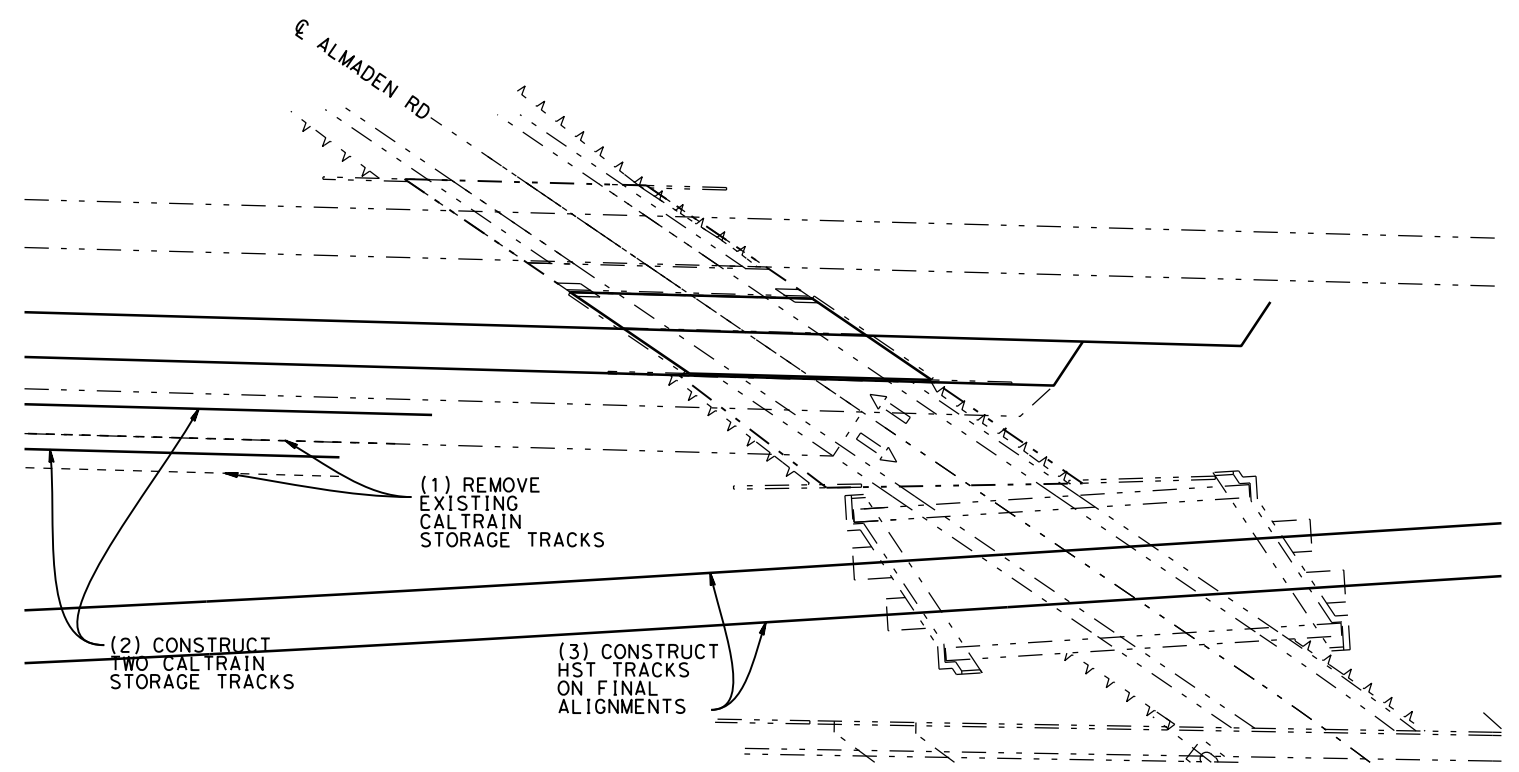 ℄ ALMADEN RD
(1) REMOVE
EXISTING
CALTRAIN
STORAGE TRACKS
(2) CONSTRUCT
TWO CALTRAIN
STORAGE TRACKS
(3) CONSTRUCT
HST TRACKS
ON FINAL
ALIGNMENTS